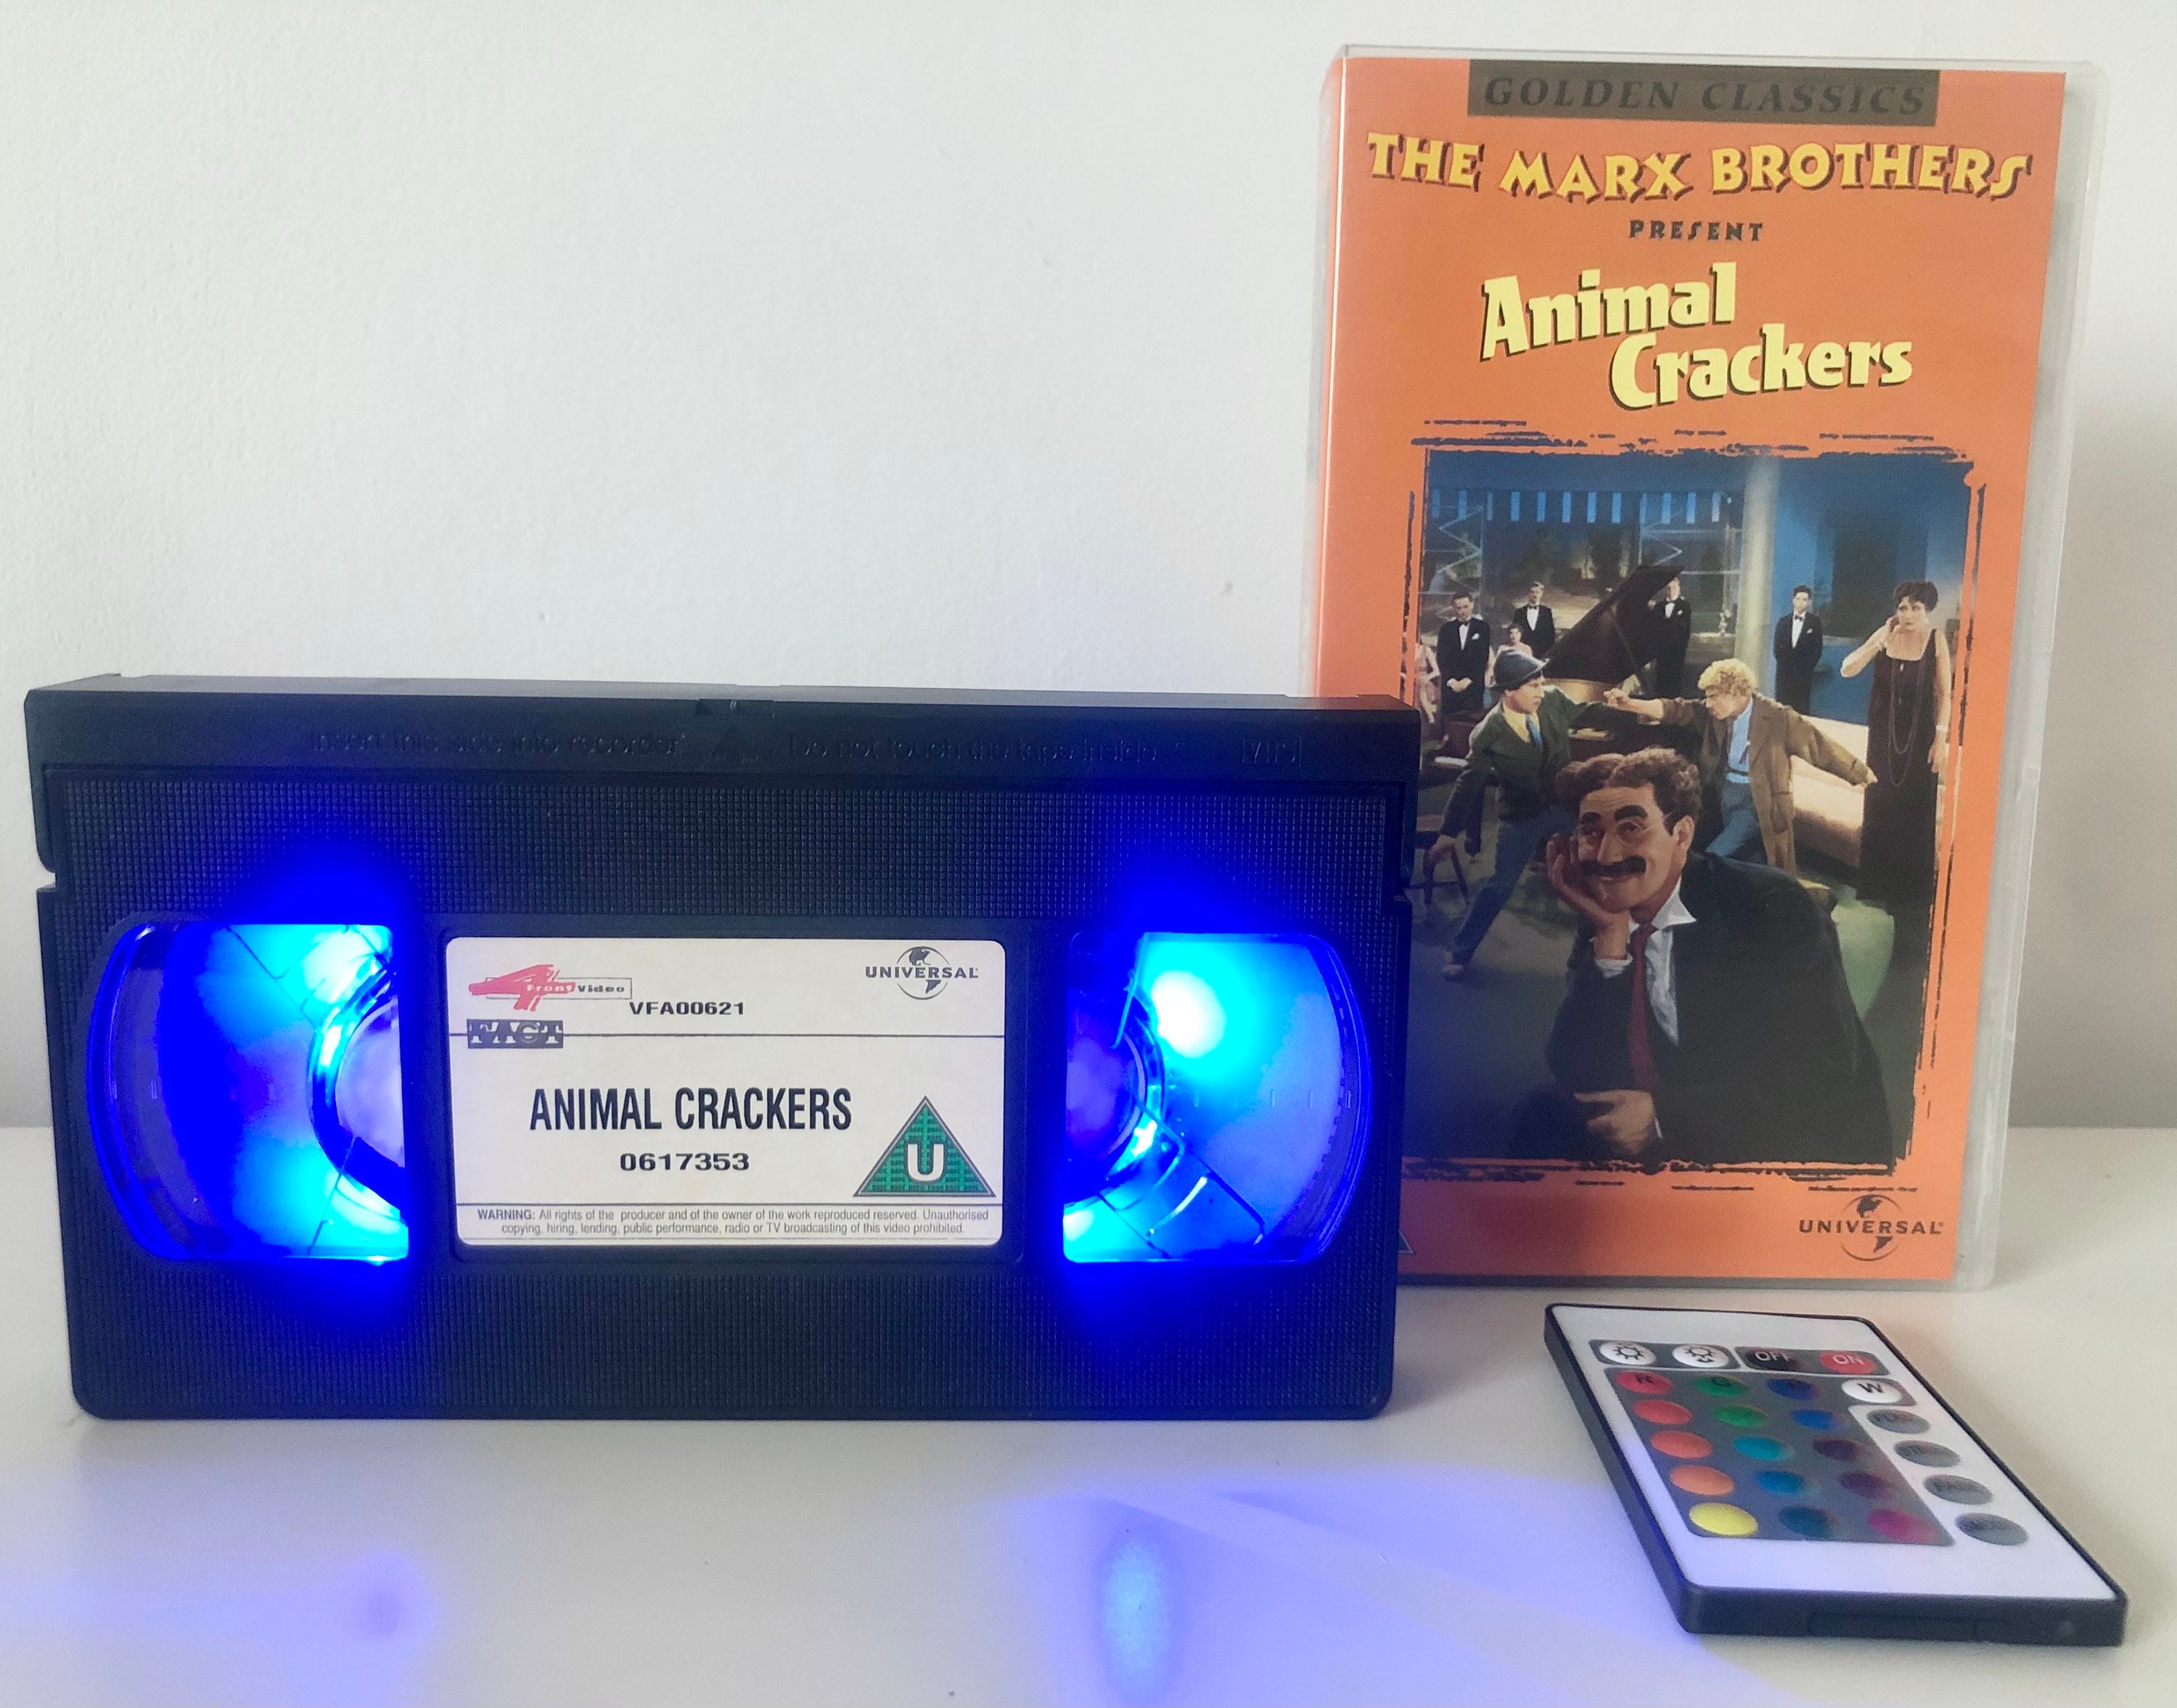 GOLDEN CLASSICS
THE MARX BROTHERS
PRESENT
Animal
Crackers
UNIVERSAL
Insert this side into recorder
Do not touch the tape inside
Front Video
VFA00621
UNIVERSAL
FACT
ANIMAL CRACKERS
0617353
U
WARNING: All rights of the producer and of the owner of the work reproduced reserved. Unauthorised
copying, hiring, lending, public performance, radio or TV broadcasting of this video prohibited.
OFF
ON
R
G
W